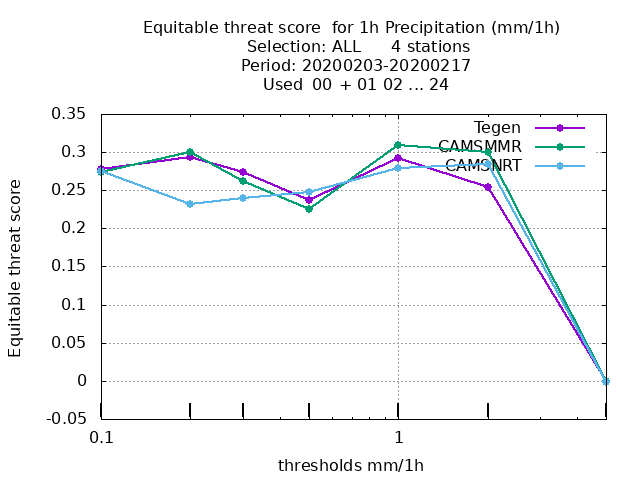 Equitable threat score  for 1h Precipitation (mm/1h)
Selection: ALL      4 stations
Period: 20200203-20200217
Used  00  + 01 02 ... 24
0.35
0.3
0.25
0.2
0.15
0.1
0.05
0
-0.05
Equitable threat score
Tegen
CAMSMMR
CAMSNRT
0.1
1
thresholds mm/1h